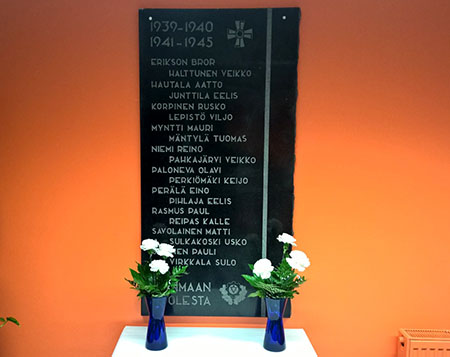 1939-1940
1941-1945
ERIKSON BROR
HALTTUNEN VEIKKO
HAUTALA AATTO
JUNTTILA EELIS
KORPINEN RUSKO
LEPISTÖ VILJO
MYNTTI MAURI
MÄNTYLÄ TUOMAS
NIEMI REINO
PAHKAJÄRVI VEIKKO
PALONEVA OLAVI
PERKIÖMÄKI KEIJO
PERÄLÄ EINO
PIHLAJA EELIS
RASMUS PAUL
REIPAS KALLE
SAVOLAINEN MATTI
SULKAKOSKI USKO
PAULI
VIRKKALA SULO